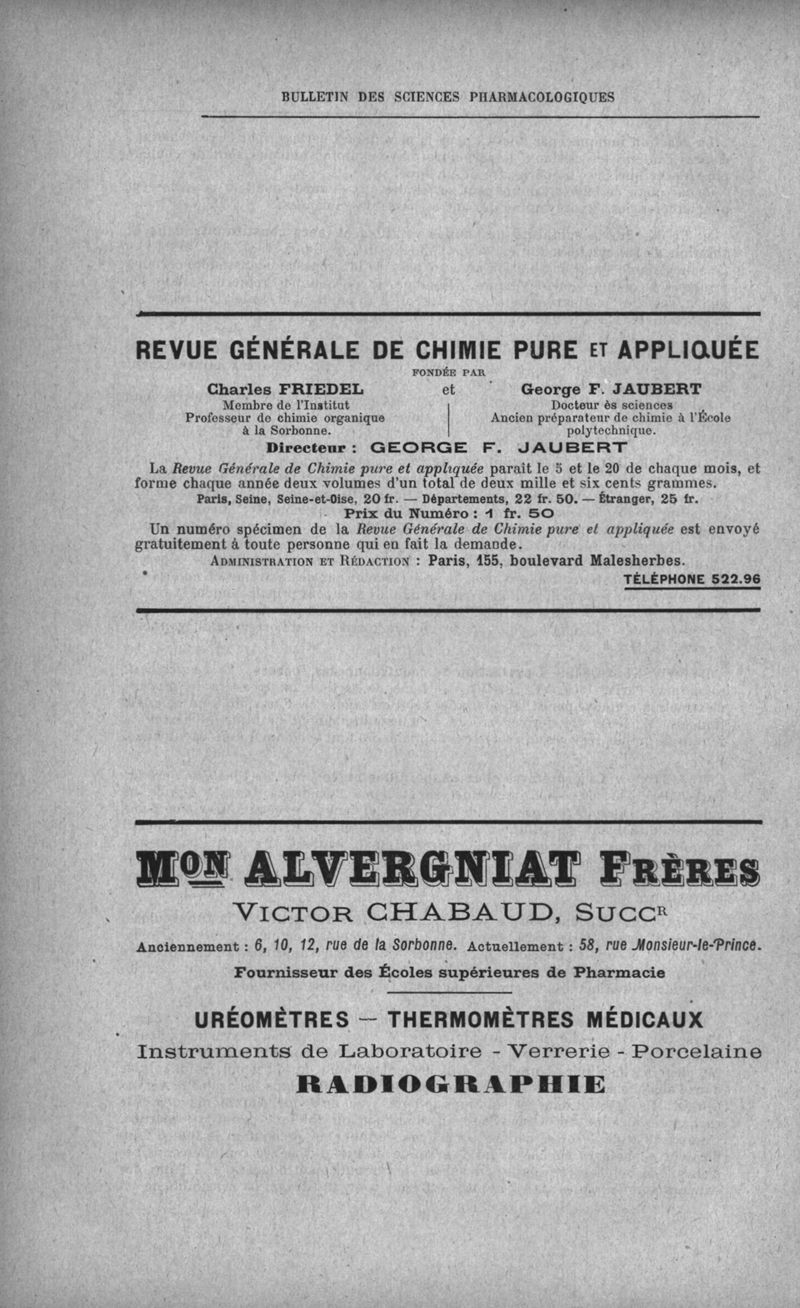 BULLETIN DES SCIENCES PHARMACOLOGIQUES
REVUE GÉNÉRALE DE CHIMIE PURE ET APPLIQUÉE
FONDÉE PAR
Charles FRIEDEL et George F. JAUBERT
Membre de l'Institut
Professeur de chimie organique
à la Sorbonne.
Docteur ès sciences
Ancien préparateur de chimie à l'École
polytechnique.
Directeur : GEORGE F. JAUBERT
La Revue Générale de Chimie pure et appliquée parait le 5 et le 20 de chaque mois, et
forme chaque année deux volumes d'un total de deux mille et six cents grammes.
Paris, Seine, Seine-et-Oise, 20 fr. — Départements, 22 fr. 50. — Étranger, 25 fr.
Prix du Numéro : 1 fr. 50
Un numéro spécimen de la Revue Générale de Chimie pure et appliquée est envoyé
gratuitement à toute personne qui en fait la demande.
ADMINISTRATION ET RÉDACTION : Paris, 155, boulevard Malesherbes.
TÉLÉPHONE 522.96
MON ALVERGNIAT FRÈRES
VICTOR CHABAUD, SUCCR
Anciennement : 6, 10, 12, rue de la Sorbonne. Actuellement : 58, rue Monsieur-le-Prince.
Fournisseur des Écoles supérieures de Pharmacie
URÉOMÈTRES — THERMOMÈTRES MÉDICAUX
Instruments de Laboratoire - Verrerie - Porcelaine
RADIOGRAPHIE